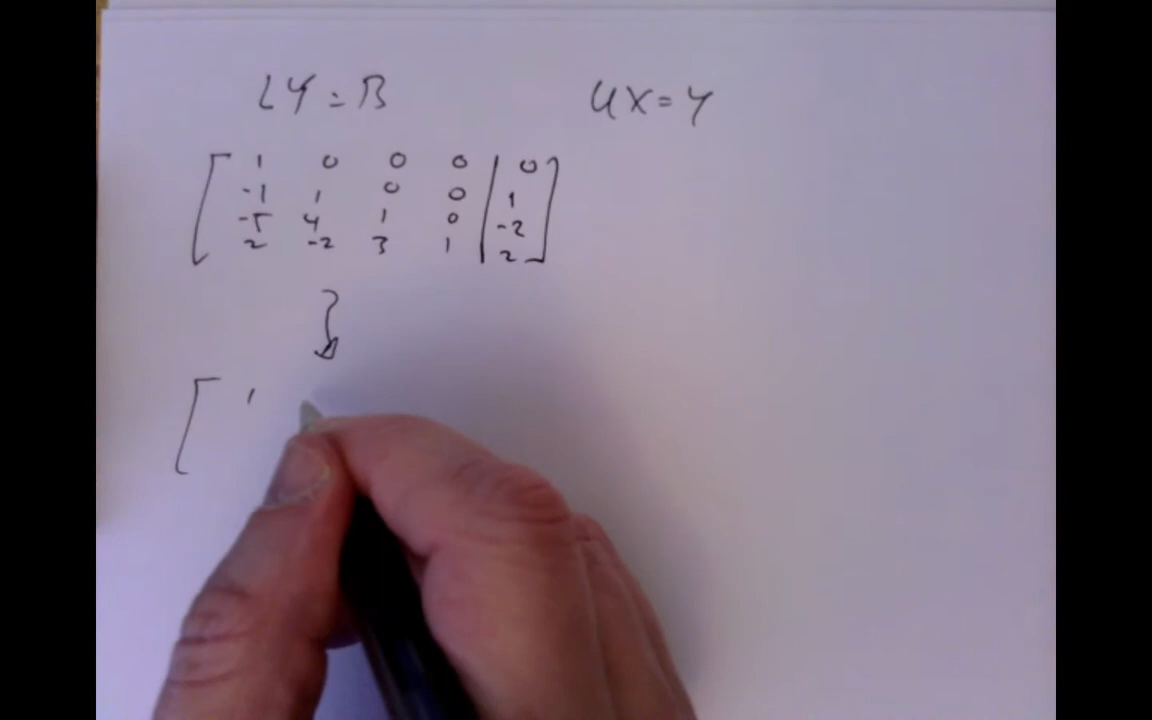 LY = B UX = Y
1 0 0 0 | 0
-1 1 0 0 | 1
-5 4 1 0 | -2
2 -2 3 1 | 2
1